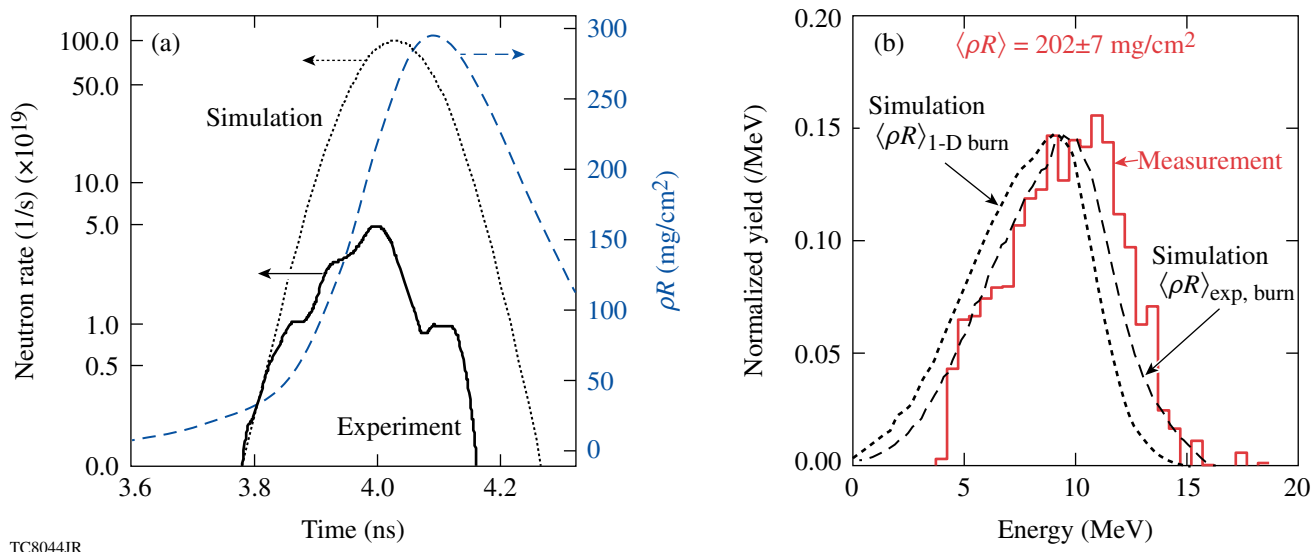 (a)
100.0
50.0
10.0
5.0
1.0
0.5
0.0
Neutron rate (1/s) (×10¹⁹)
Simulation
Experiment
3.6
3.8
4.0
4.2
Time (ns)
300
250
200
150
100
50
0
ρR (mg/cm²)
(b)
⟨ρR⟩ = 202±7 mg/cm²
0.20
0.15
0.10
0.05
0.00
Normalized yield (/MeV)
Simulation
⟨ρR⟩1-D burn
Measurement
Simulation
⟨ρR⟩exp, burn
0
5
10
15
20
Energy (MeV)
TC8044JR